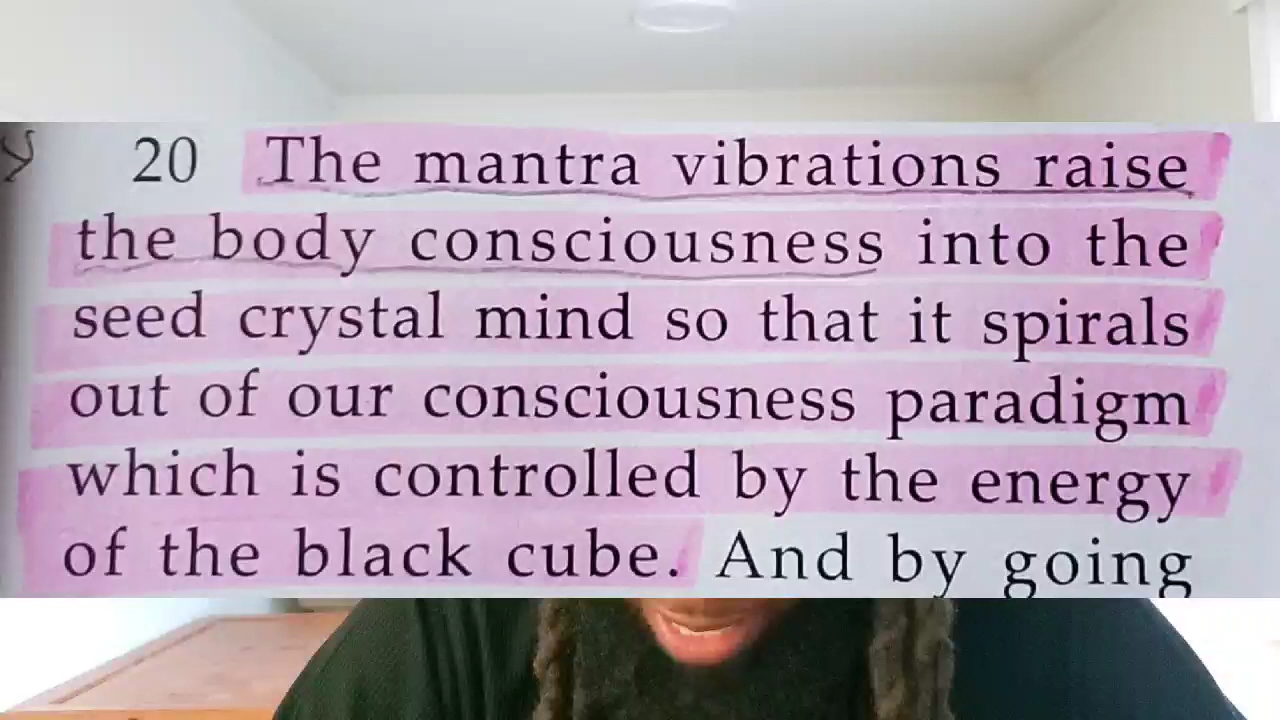 20 The mantra vibrations raise
the body consciousness into the
seed crystal mind so that it spirals
out of our consciousness paradigm
which is controlled by the energy
of the black cube. And by going